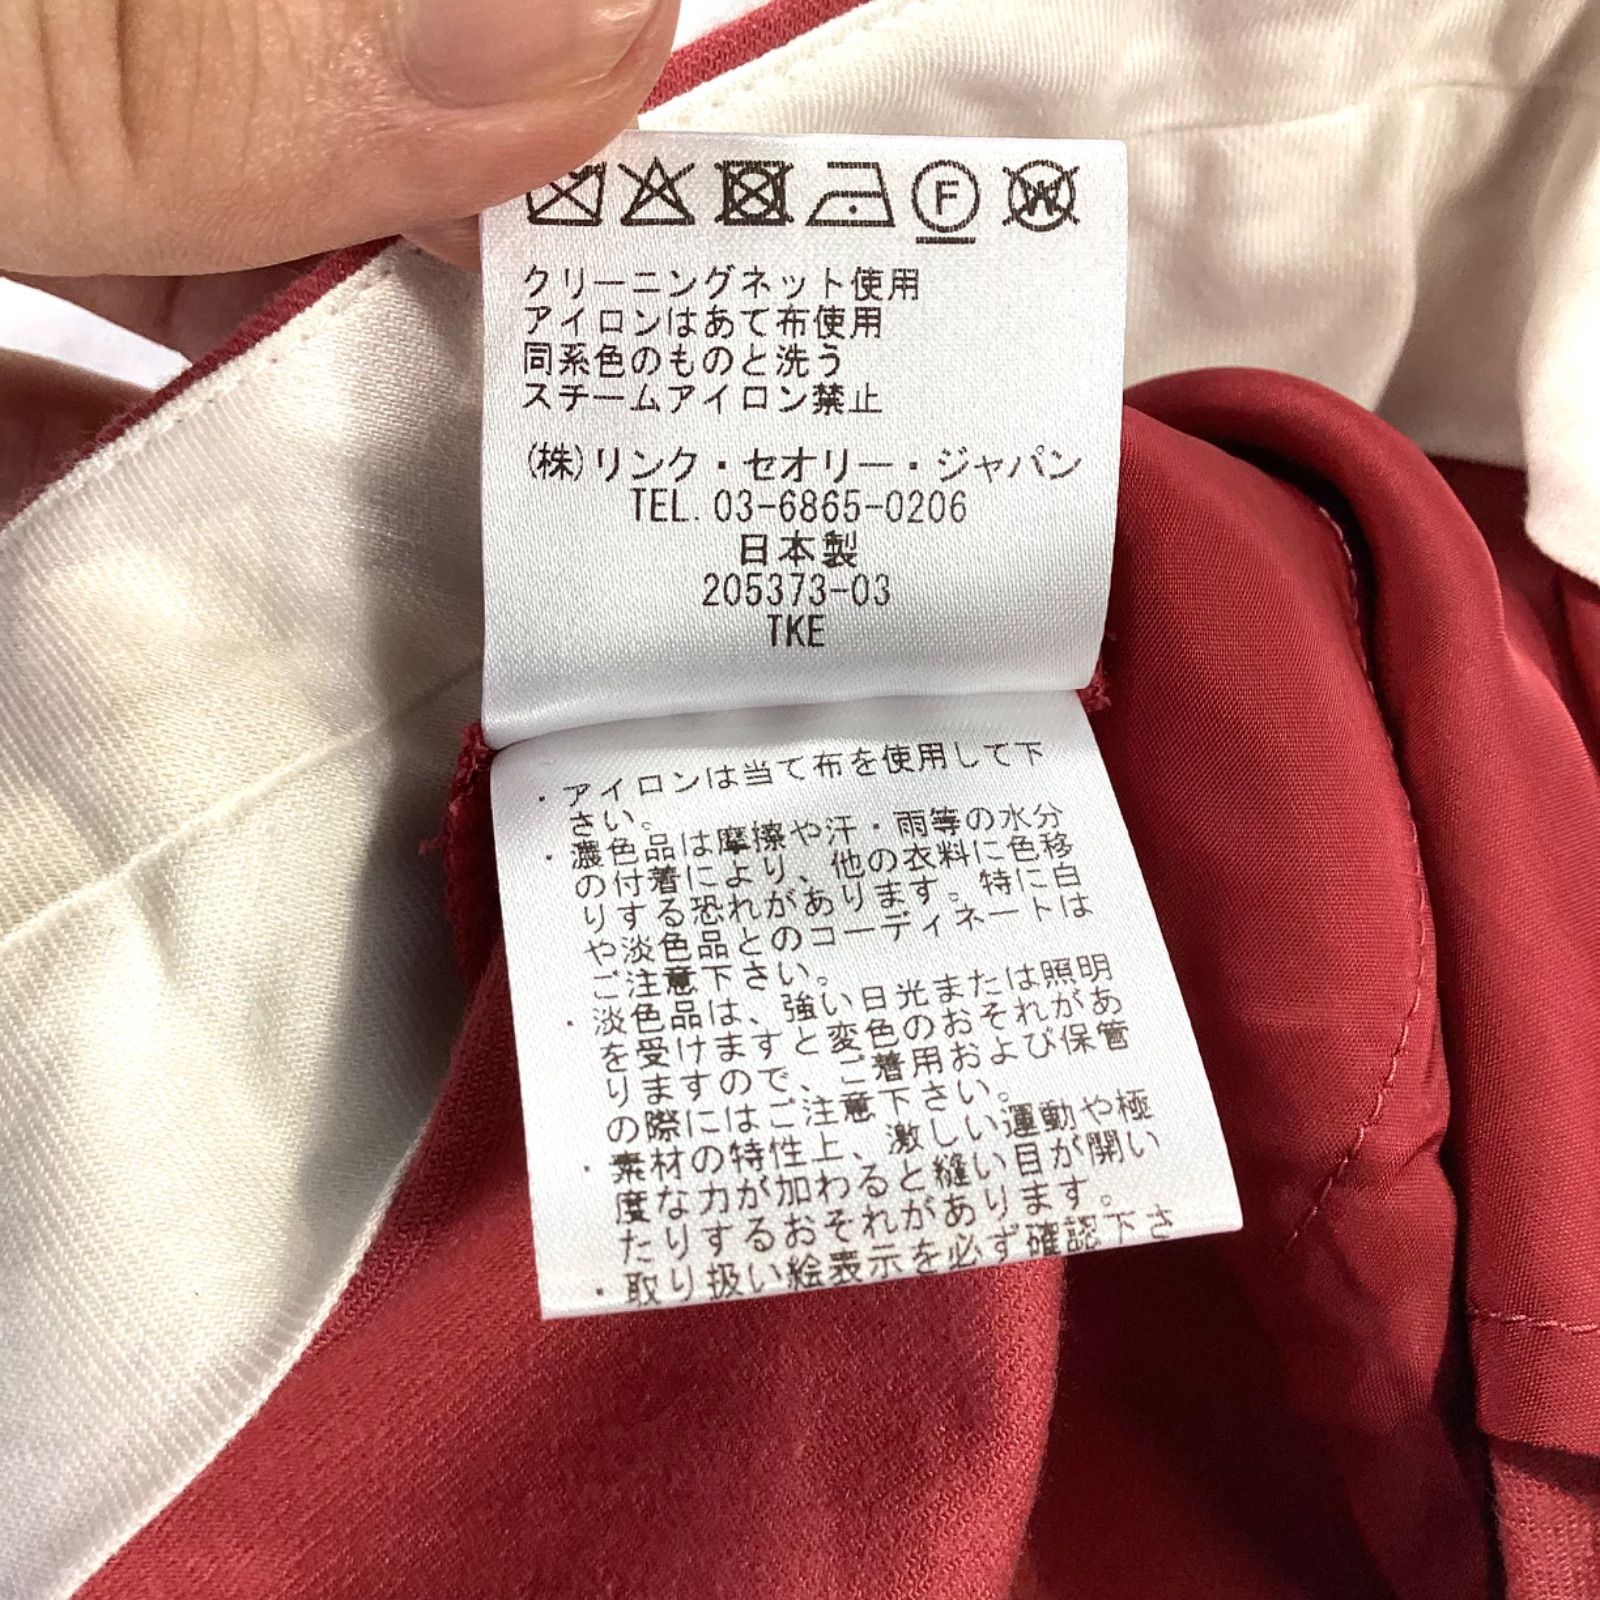 F
W
クリーニングネット使用
アイロンはあて布使用
同系色のものと洗う
スチームアイロン禁止
(株)リンク・セオリー・ジャパン
TEL.03-6865-0206
日本製
205373-03
TKE
・アイロンは当て布を使用して下
さい。
・濃色品は摩擦や汗・雨等の水分
の付着により、他の衣料に色移
りする恐れがあります。特に白
や淡色品とのコーディネートは
ご注意下さい。
・淡色品は、強い日光または照明
を受けますと変色のおそれがあ
りますので、ご着用および保管
の際にはご注意下さい。
・素材の特性上、激しい運動や極
度な力が加わると縫い目が開い
たりするおそれがあります。
・取り扱い絵表示を必ず確認下さ